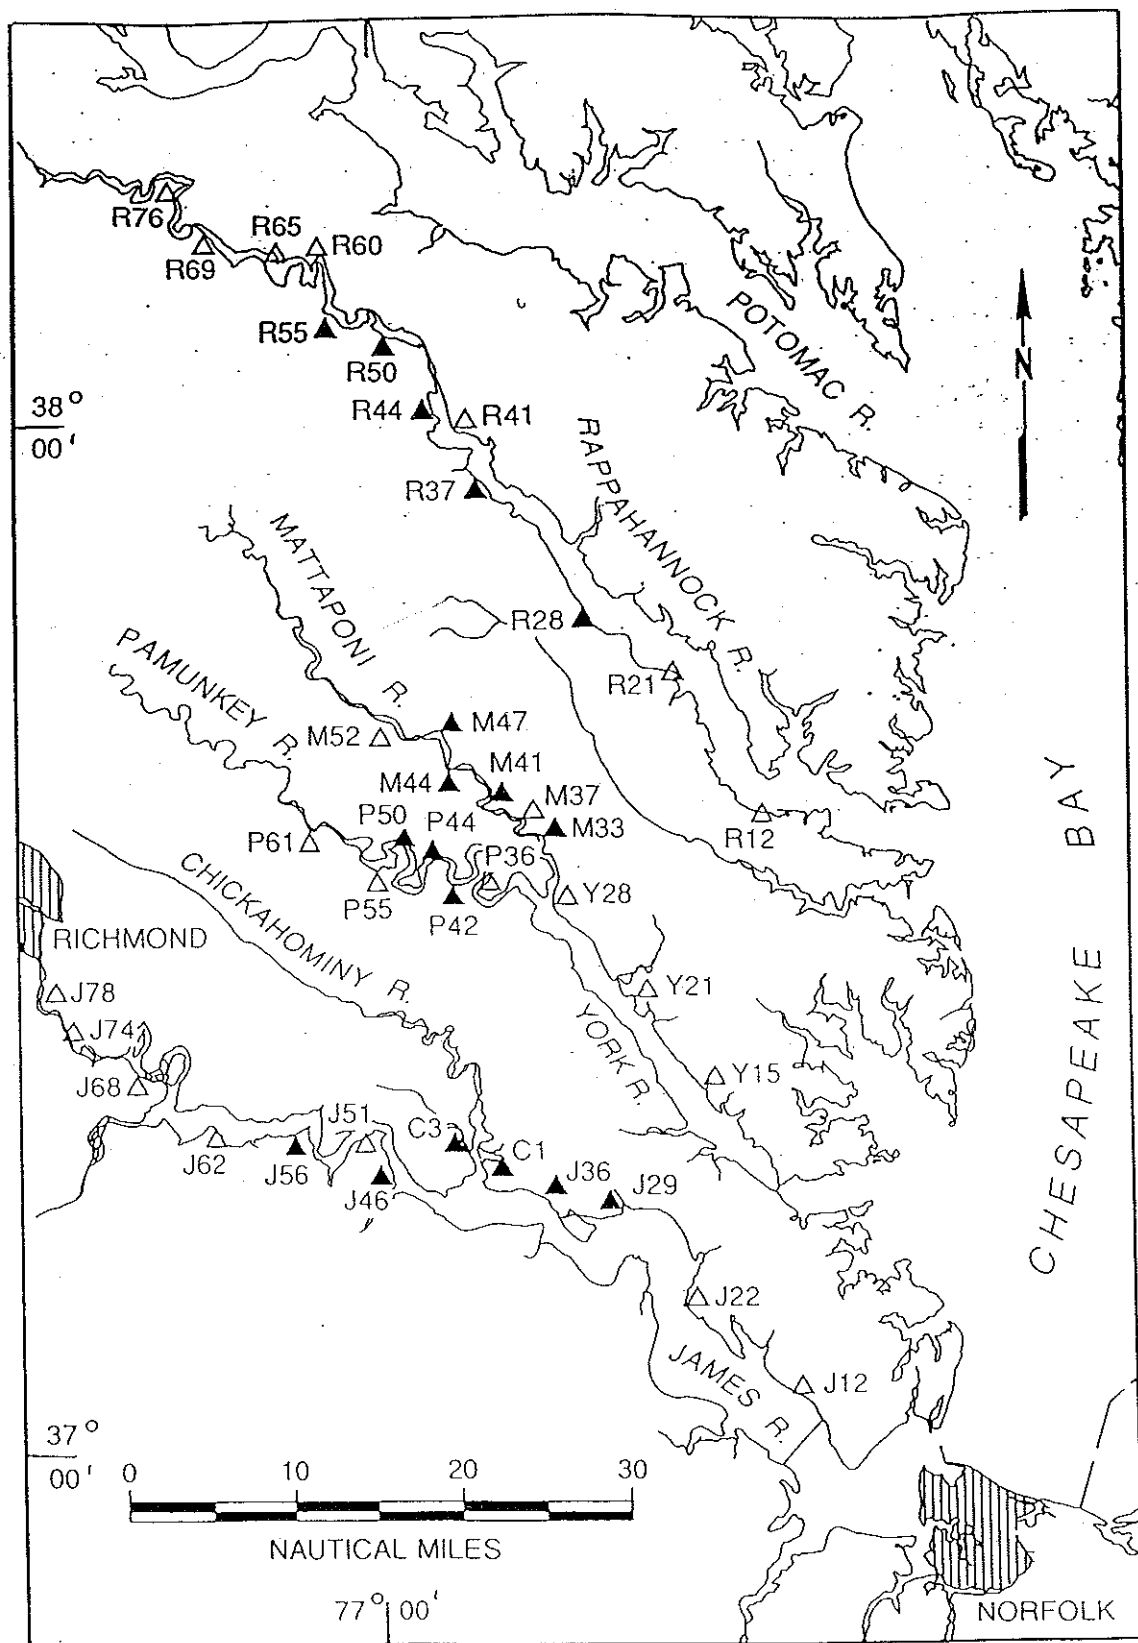 R76
R65
R60
R69
POTOMAC R.
N
R55
R50
38°
00'
R44
R41
RAPPAHANNOCK R.
R37
MATTAPONI R.
R28
PAMUNKEY R.
R21
M52
M47
M44
M41
M37
P50
P44
M33
R12
P61
P36
CHICKAHOMINY R.
P55
P42
Y28
RICHMOND
CHESAPEAKE BAY
J78
Y21
J74
YORK R.
J68
Y15
J51
C3
C1
J62
J56
J46
J36
J29
J22
JAMES R.
J12
37°
00'
0 10 20 30
NAUTICAL MILES
77° 00'
NORFOLK